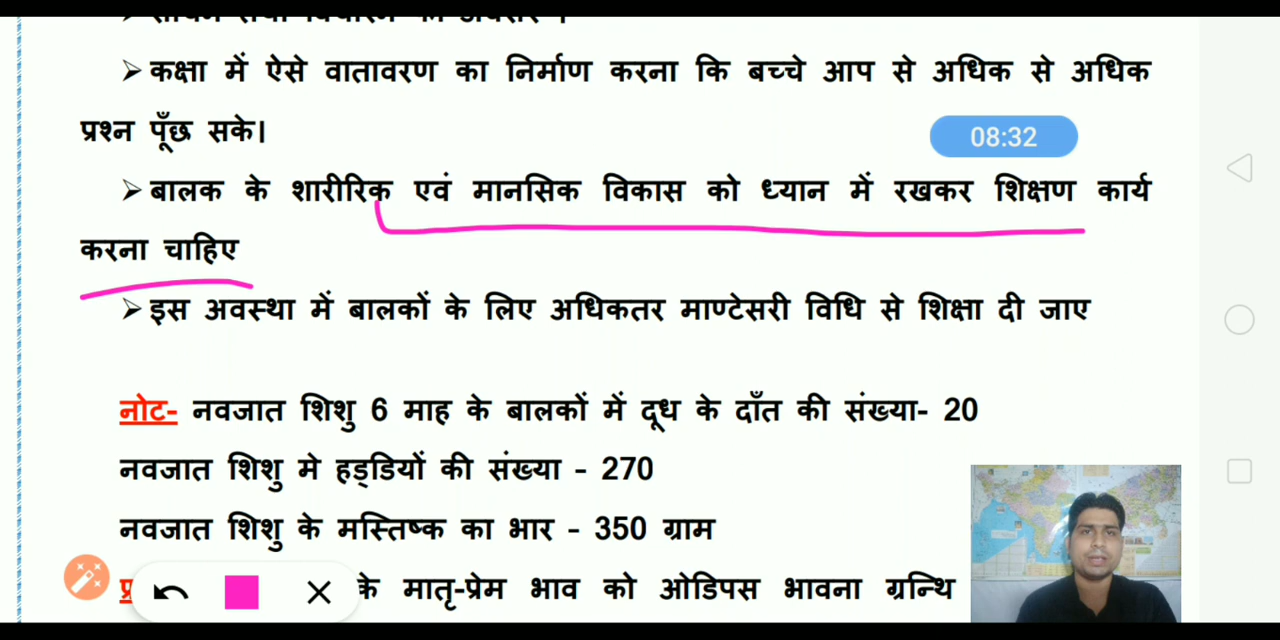 ➢ कक्षा में ऐसे वातावरण का निर्माण करना कि बच्चे आप से अधिक से अधिक
प्रश्न पूँछ सके।
08:32
➢ बालक के शारीरिक एवं मानसिक विकास को ध्यान में रखकर शिक्षण कार्य
करना चाहिए
➢ इस अवस्था में बालकों के लिए अधिकतर माण्टेसरी विधि से शिक्षा दी जाए
नोट- नवजात शिशु 6 माह के बालकों में दूध के दाँत की संख्या- 20
नवजात शिशु मे हड्डियों की संख्या - 270
नवजात शिशु के मस्तिष्क का भार - 350 ग्राम
के मातृ-प्रेम भाव को ओडिपस भावना ग्रन्थि